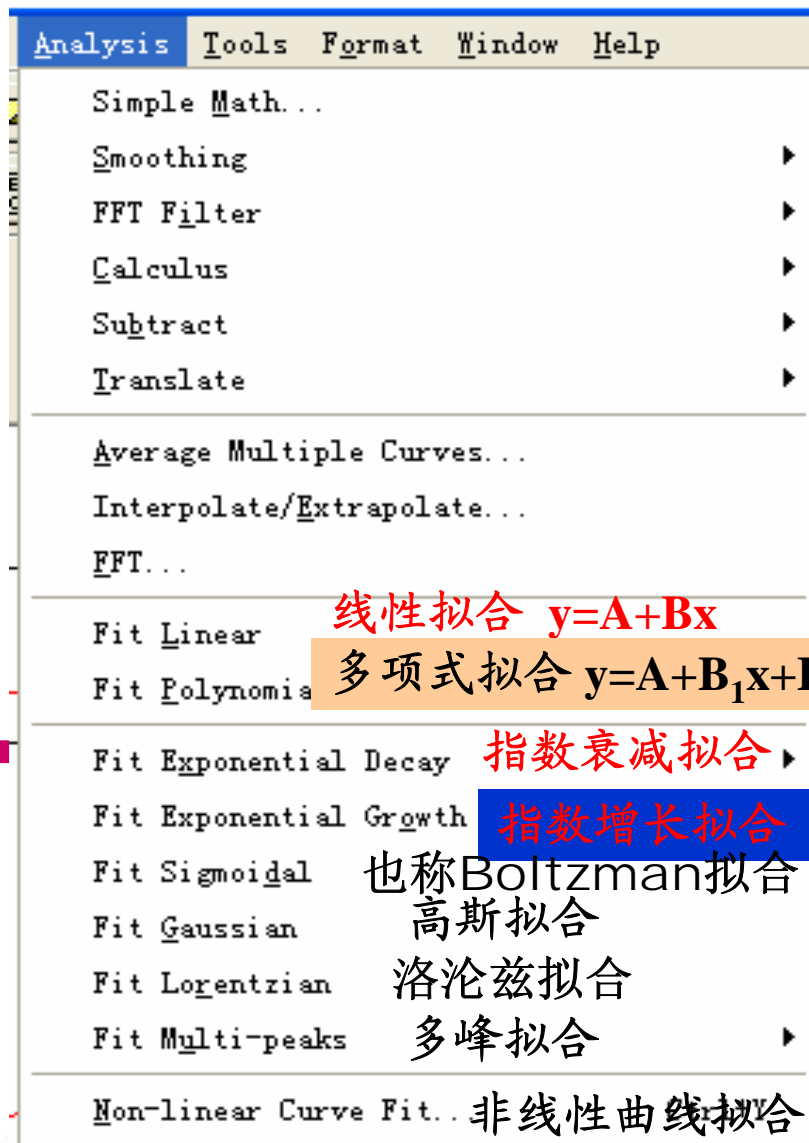 Analysis Tools Format Window Help
Simple Math...
Smoothing
FFT Filter
Calculus
Subtract
Translate
Average Multiple Curves...
Interpolate/Extrapolate...
FFT...
Fit Linear 线性拟合 y=A+Bx
Fit Polynomia 多项式拟合 y=A+B₁x+
Fit Exponential Decay 指数衰减拟合
Fit Exponential Growth 指数增长拟合
Fit Sigmoidal 也称Boltzman拟合
Fit Gaussian 高斯拟合
Fit Lorentzian 洛沦兹拟合
Fit Multi-peaks 多峰拟合
Non-linear Curve Fit... 非线性曲线拟合